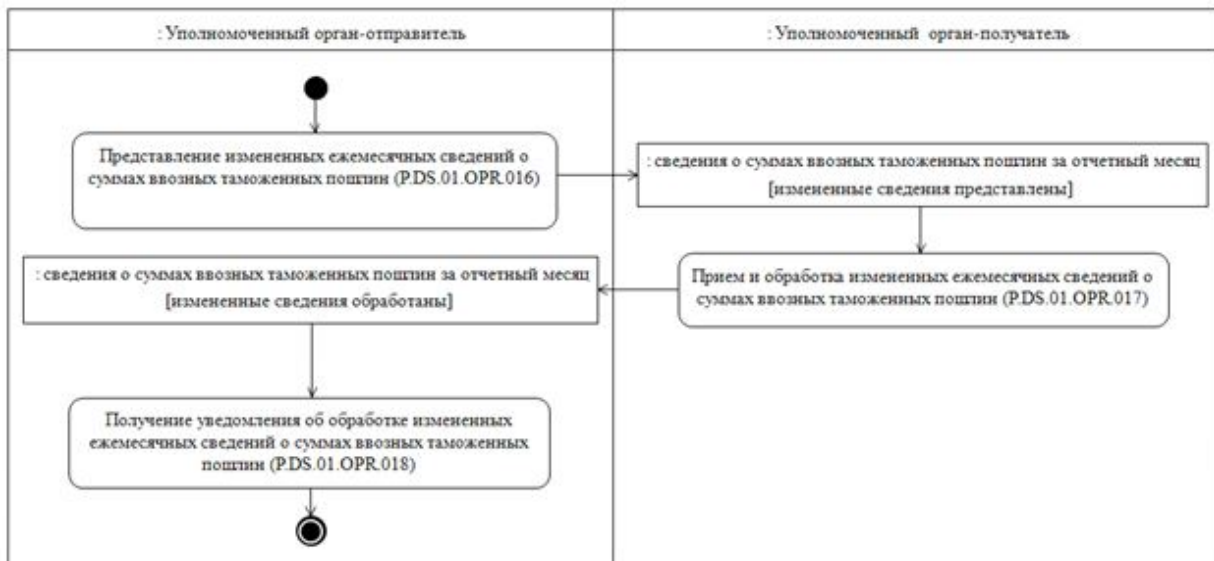 : Уполномоченный орган-отправитель
: Уполномоченный орган-получатель
Представление измененных ежемесячных сведений о
суммах ввозных таможенных пошлин (P.DS.01.OPR.016)
: сведения о суммах ввозных таможенных пошлин за отчетный месяц
[измененные сведения представлены]
Прием и обработка измененных ежемесячных сведений о
суммах ввозных таможенных пошлин (P.DS.01.OPR.017)
: сведения о суммах ввозных таможенных пошлин за отчетный месяц
[измененные сведения обработаны]
Получение уведомления об обработке измененных
ежемесячных сведений о суммах ввозных таможенных
пошлин (P.DS.01.OPR.018)